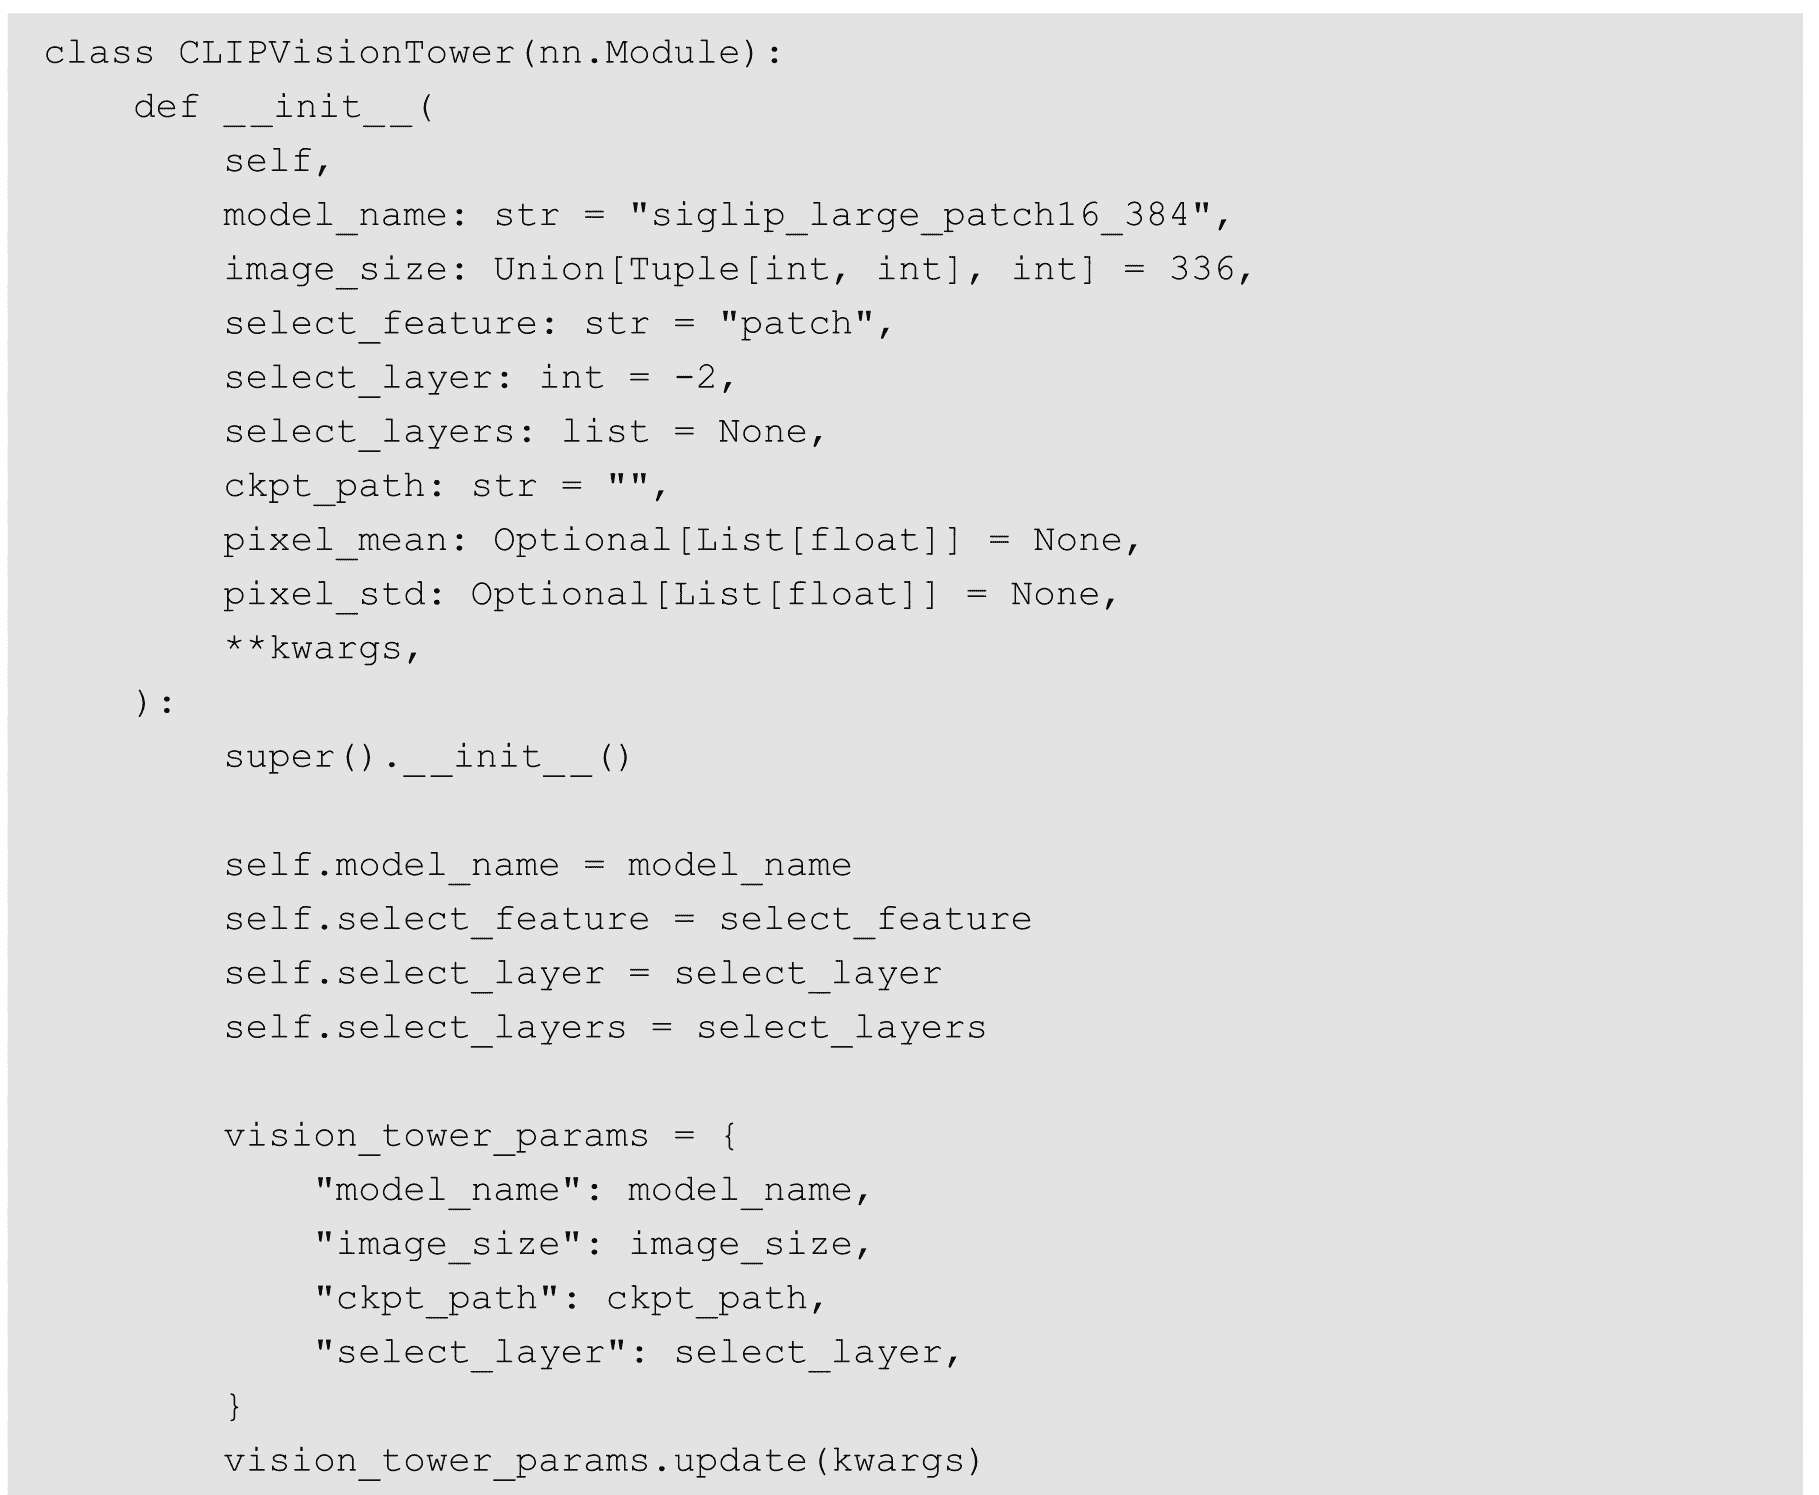 class CLIPVisionTower(nn.Module):
    def __init__(
        self,
        model_name: str = "siglip_large_patch16_384",
        image_size: Union[Tuple[int, int], int] = 336,
        select_feature: str = "patch",
        select_layer: int = -2,
        select_layers: list = None,
        ckpt_path: str = "",
        pixel_mean: Optional[List[float]] = None,
        pixel_std: Optional[List[float]] = None,
        **kwargs,
    ):
        super().__init__()

        self.model_name = model_name
        self.select_feature = select_feature
        self.select_layer = select_layer
        self.select_layers = select_layers

        vision_tower_params = {
            "model_name": model_name,
            "image_size": image_size,
            "ckpt_path": ckpt_path,
            "select_layer": select_layer,
        }
        vision_tower_params.update(kwargs)